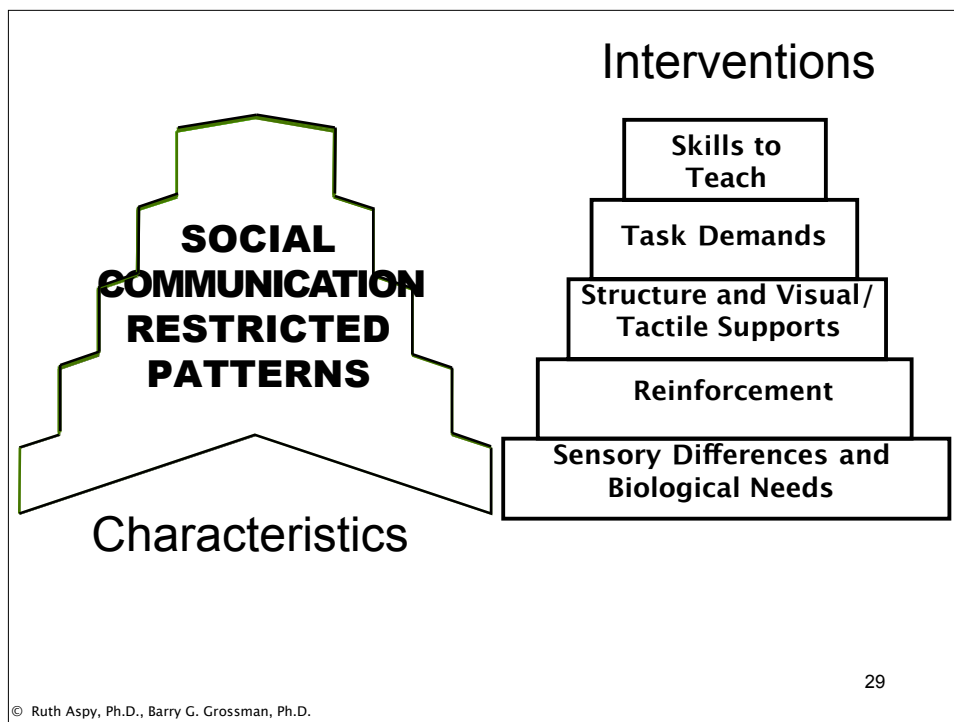 Interventions
SOCIAL
COMMUNICATION
RESTRICTED
PATTERNS
Characteristics
Skills to
Teach
Task Demands
Structure and Visual/
Tactile Supports
Reinforcement
Sensory Differences and
Biological Needs
29
© Ruth Aspy, Ph.D., Barry G. Grossman, Ph.D.